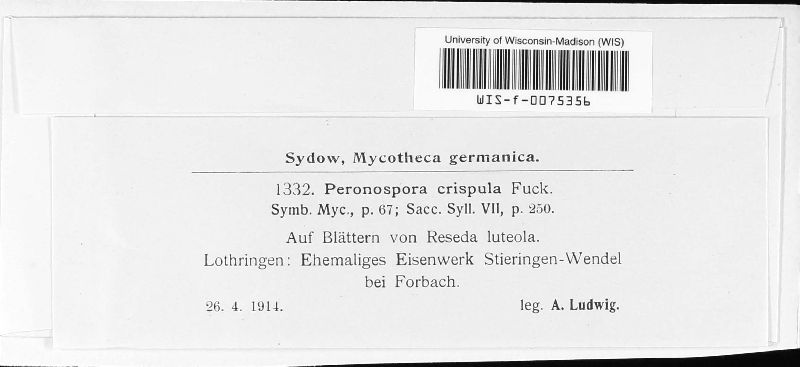 University of Wisconsin-Madison (WIS)
WIS-f-0075356
Sydow, Mycotheca germanica.
1332. Peronospora crispula Fuck.
Symb. Myc., p. 67; Sacc. Syll. VII, p. 250.
Auf Blättern von Reseda luteola.
Lothringen: Ehemaliges Eisenwerk Stieringen-Wendel
bei Forbach.
26. 4. 1914. leg. A. Ludwig.